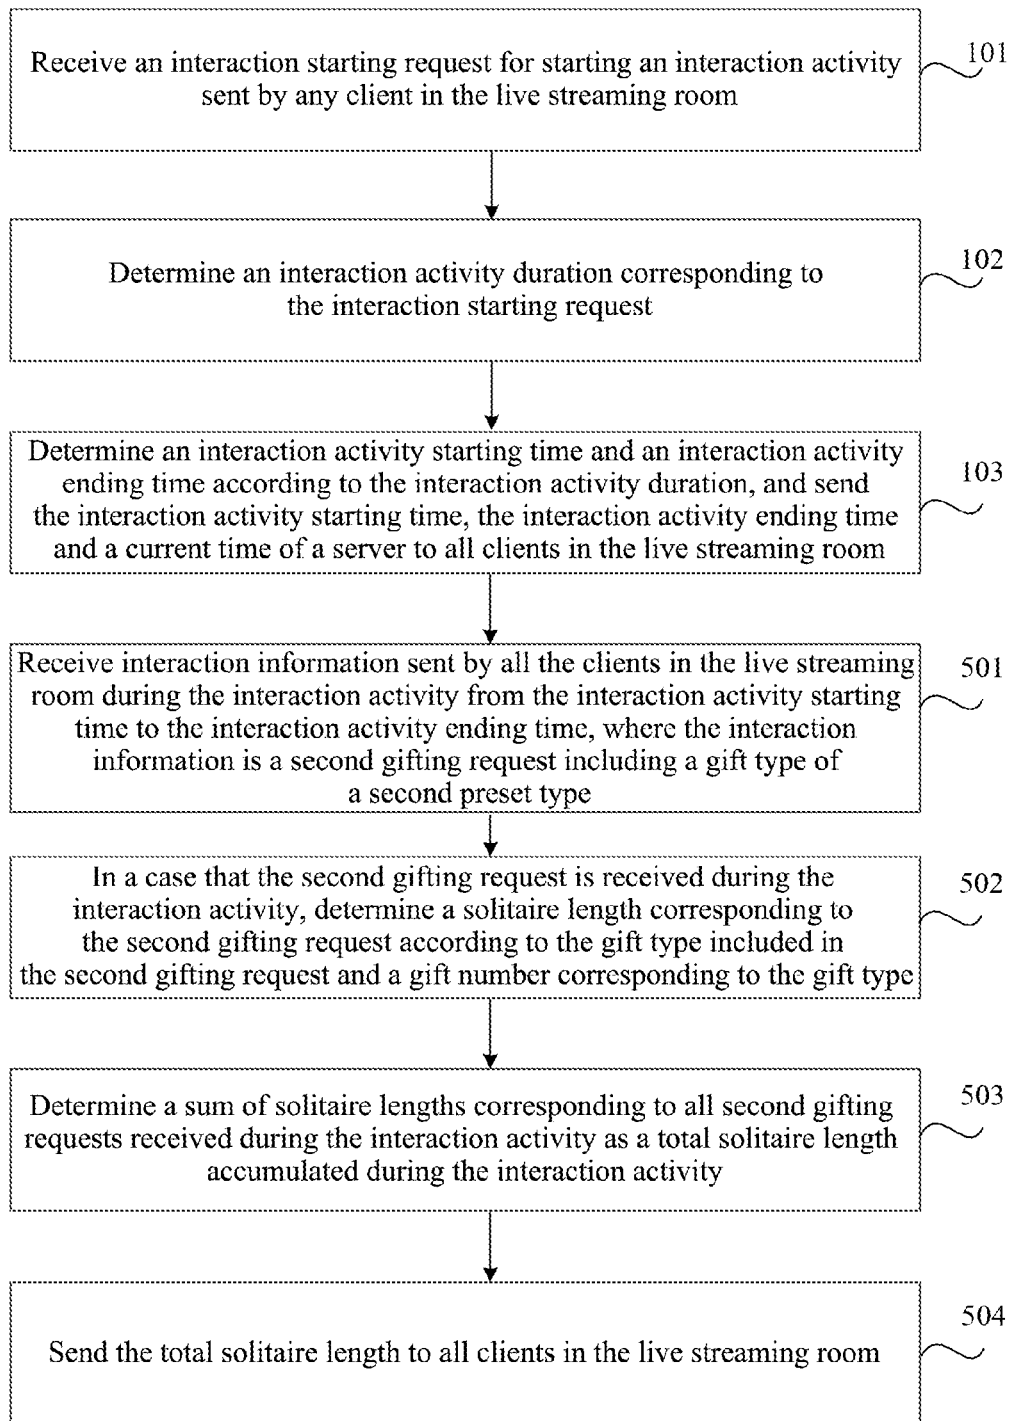 Receive an interaction starting request for starting an interaction activity
sent by any client in the live streaming room
101
Determine an interaction activity duration corresponding to
the interaction starting request
102
Determine an interaction activity starting time and an interaction activity
ending time according to the interaction activity duration, and send
the interaction activity starting time, the interaction activity ending time
and a current time of a server to all clients in the live streaming room
103
Receive interaction information sent by all the clients in the live streaming
room during the interaction activity from the interaction activity starting
time to the interaction activity ending time, where the interaction
information is a second gifting request including a gift type of
a second preset type
501
In a case that the second gifting request is received during the
interaction activity, determine a solitaire length corresponding to
the second gifting request according to the gift type included in
the second gifting request and a gift number corresponding to the gift type
502
Determine a sum of solitaire lengths corresponding to all second gifting
requests received during the interaction activity as a total solitaire length
accumulated during the interaction activity
503
Send the total solitaire length to all clients in the live streaming room
504